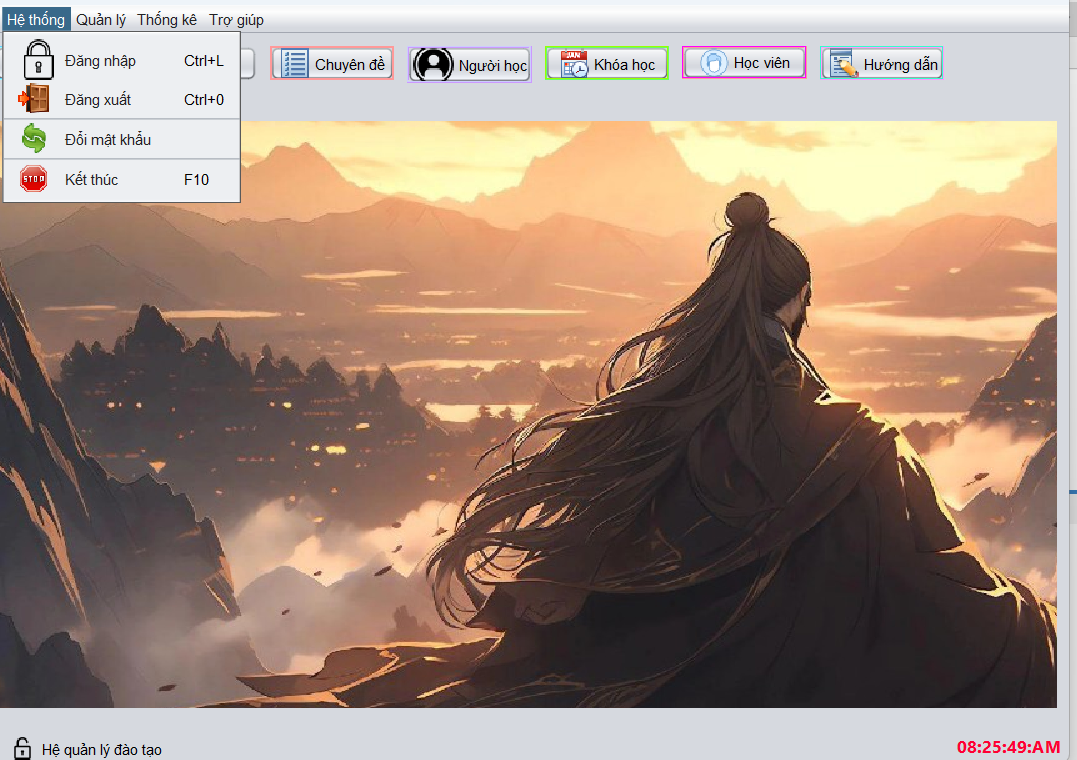 Hệ thống Quản lý Thống kê Trợ giúp
Đăng nhập Ctrl+L
Đăng xuất Ctrl+0
Đổi mật khẩu
STOP
Kết thúc F10
Chuyên đề
Người học
JAN
Khóa học
Học viên
Hướng dẫn
Hệ quản lý đào tạo
08:25:49:AM